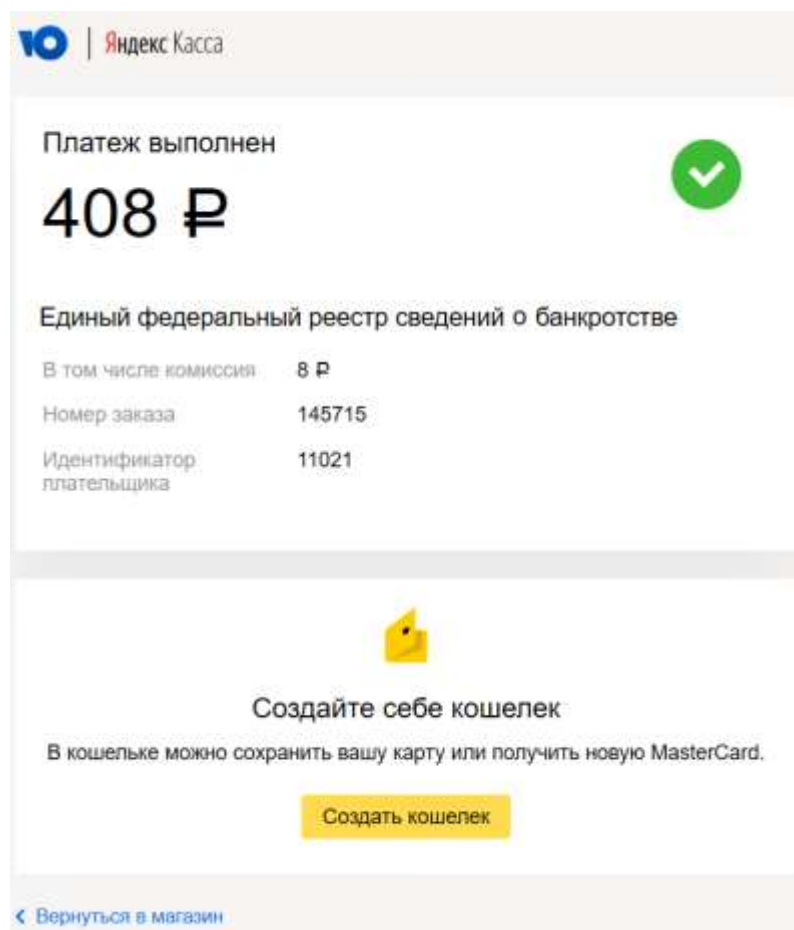 Ю | Яндекс Касса
Платеж выполнен
408 ₽
Единый федеральный реестр сведений о банкротстве
В том числе комиссия 8 ₽
Номер заказа 145715
Идентификатор 11021
плательщика
Создайте себе кошелек
В кошельке можно сохранить вашу карту или получить новую MasterCard.
Создать кошелек
Вернуться в магазин